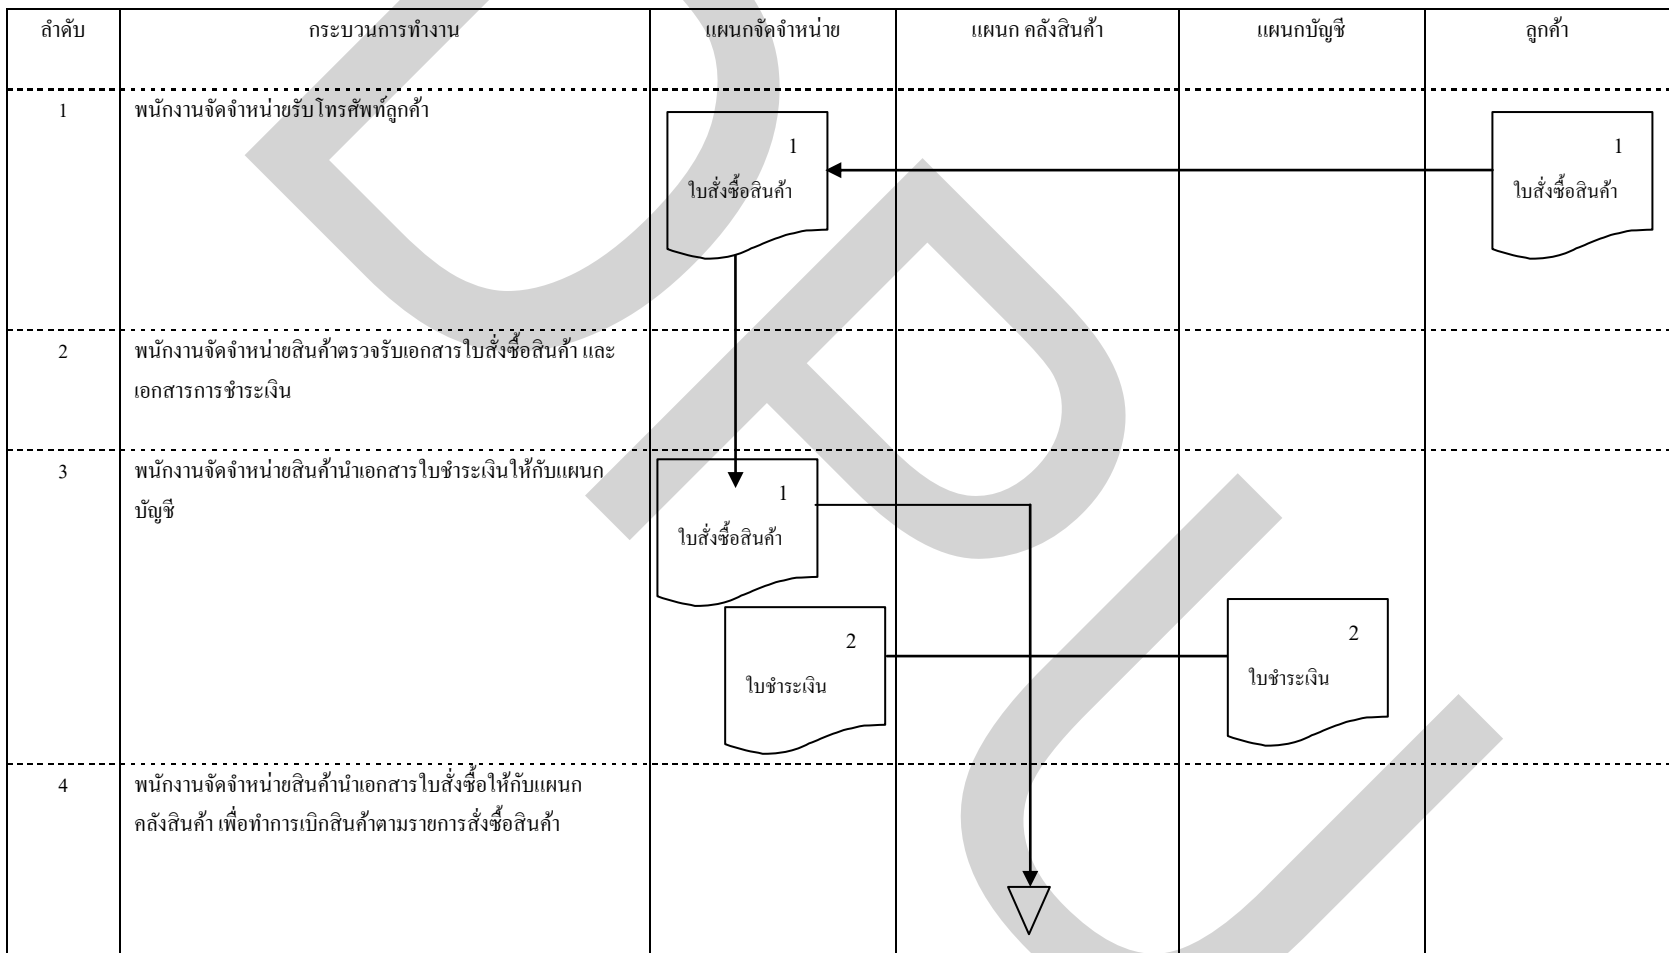 ลำดับ กระบวนการทำงาน แผนกจัดจำหน่าย แผนก คลังสินค้า แผนกบัญชี ลูกค้า
1 พนักงานจัดจำหน่ายรับโทรศัพท์ลูกค้า
1 1
ใบสั่งซื้อสินค้า ใบสั่งซื้อสินค้า
2 พนักงานจัดจำหน่ายสินค้าตรวจรับเอกสารใบสั่งซื้อสินค้า และ
เอกสารการชำระเงิน
3 พนักงานจัดจำหน่ายสินค้านำเอกสารใบชำระเงินให้กับแผนก
บัญชี
1
ใบสั่งซื้อสินค้า
2 2
ใบชำระเงิน ใบชำระเงิน
4 พนักงานจัดจำหน่ายสินค้านำเอกสารใบสั่งซื้อให้กับแผนก
คลังสินค้า เพื่อทำการเบิกสินค้าตามรายการสั่งซื้อสินค้า
DPU